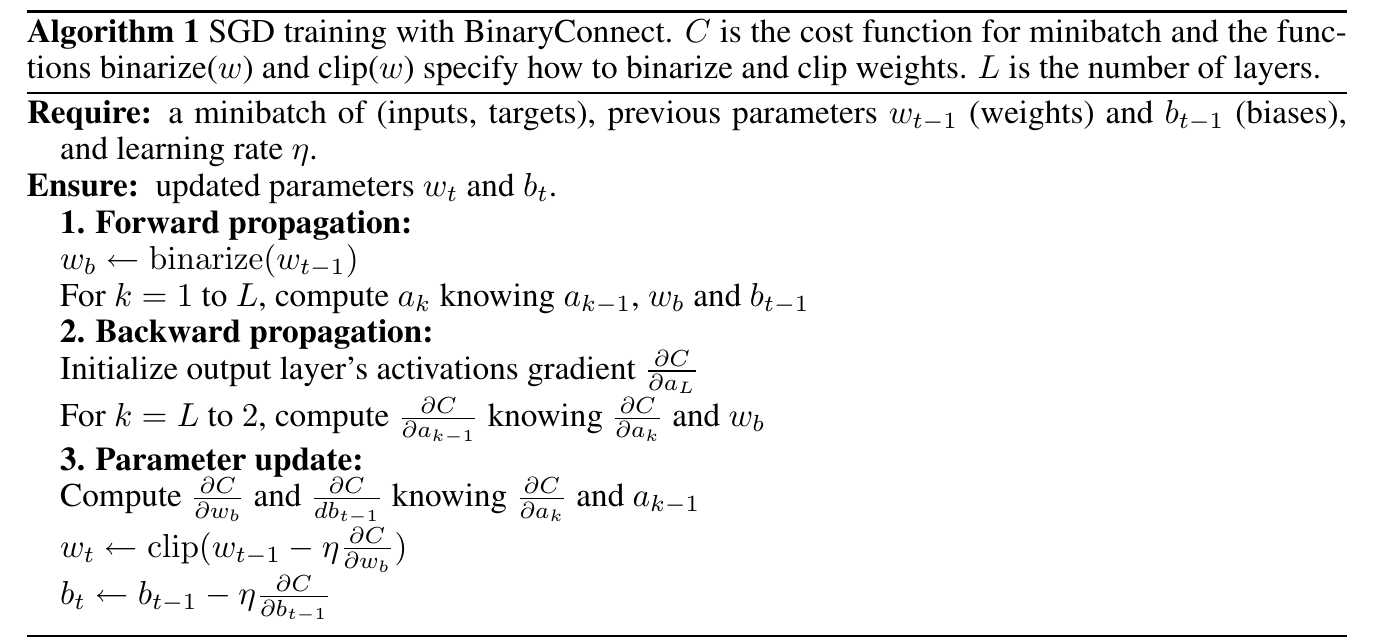 Algorithm 1 SGD training with BinaryConnect. C is the cost function for minibatch and the func-
tions binarize(w) and clip(w) specify how to binarize and clip weights. L is the number of layers.
Require: a minibatch of (inputs, targets), previous parameters w_{t−1} (weights) and b_{t−1} (biases),
and learning rate η.
Ensure: updated parameters w_t and b_t.
1. Forward propagation:
w_b ← binarize(w_{t−1})
For k = 1 to L, compute a_k knowing a_{k−1}, w_b and b_{t−1}
2. Backward propagation:
Initialize output layer's activations gradient ∂C/∂a_L
For k = L to 2, compute ∂C/∂a_{k−1} knowing ∂C/∂a_k and w_b
3. Parameter update:
Compute ∂C/∂w_b and ∂C/db_{t−1} knowing ∂C/∂a_k and a_{k−1}
w_t ← clip(w_{t−1} − η ∂C/∂w_b)
b_t ← b_{t−1} − η ∂C/∂b_{t−1}